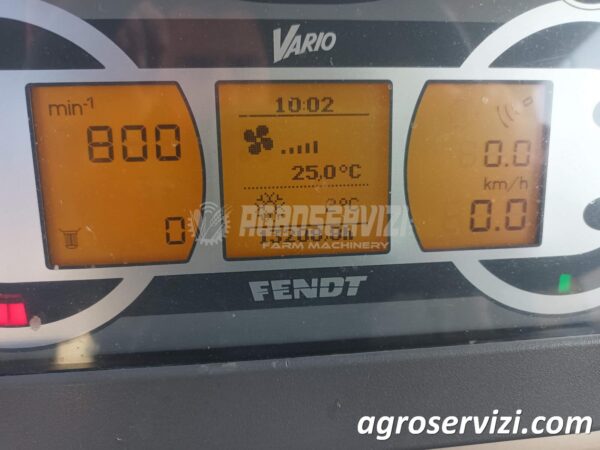 VARIO
min-1
800
0
10:02
25,0°C
°C
0.0
km/h
0.0
AGROSERVIZI
FARM MACHINERY
FENDT
agroservizi.com